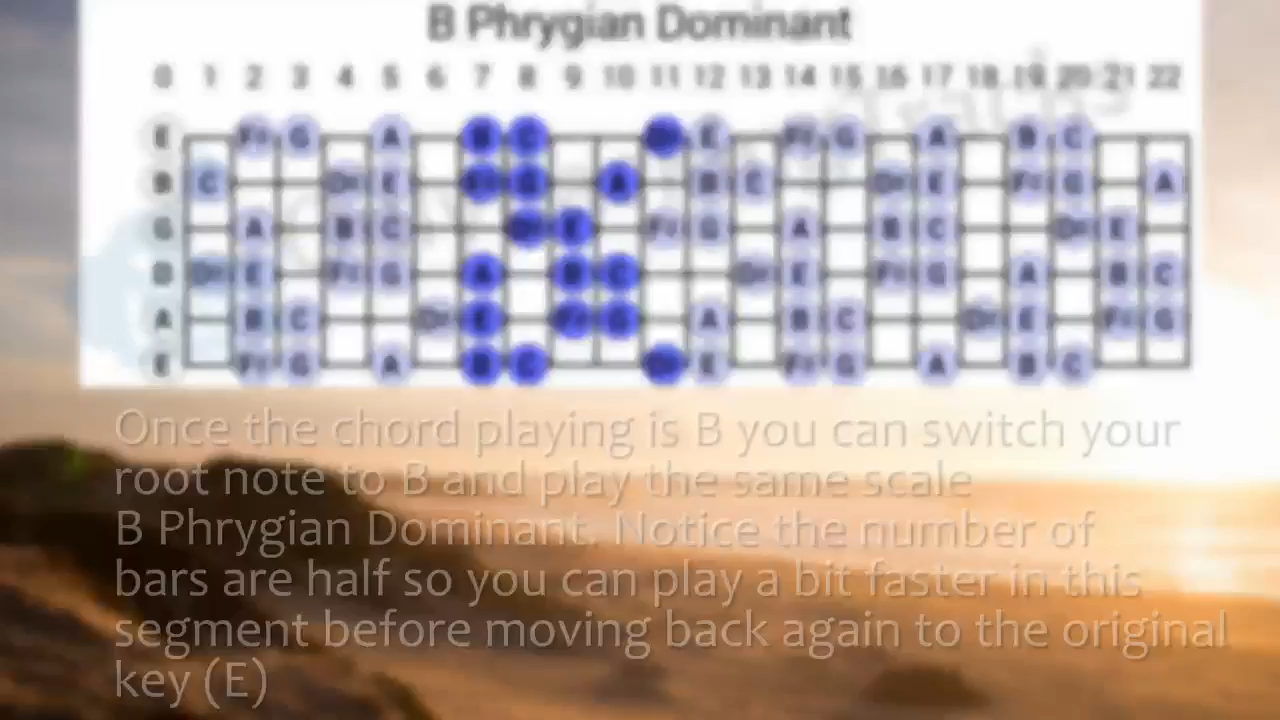 B Phrygian Dominant
0 1 2 3 4 5 6 7 8 9 10 11 12 13 14 15 16 17 18 19 20 21 22
E F# G A B C D# E F# G A B C
B C D# E F# G A B C D# E F# G A
G A B C D# E F# G A B C D# E
D D# E F# G A B C D# E F# G A B C
A B C D# E F# G A B C D# E F# G
E F# G A B C D# E F# G A B C
Once the chord playing is B you can switch your
root note to B and play the same scale
B Phrygian Dominant. Notice the number of
bars are half so you can play a bit faster in this
segment before moving back again to the original
key (E)